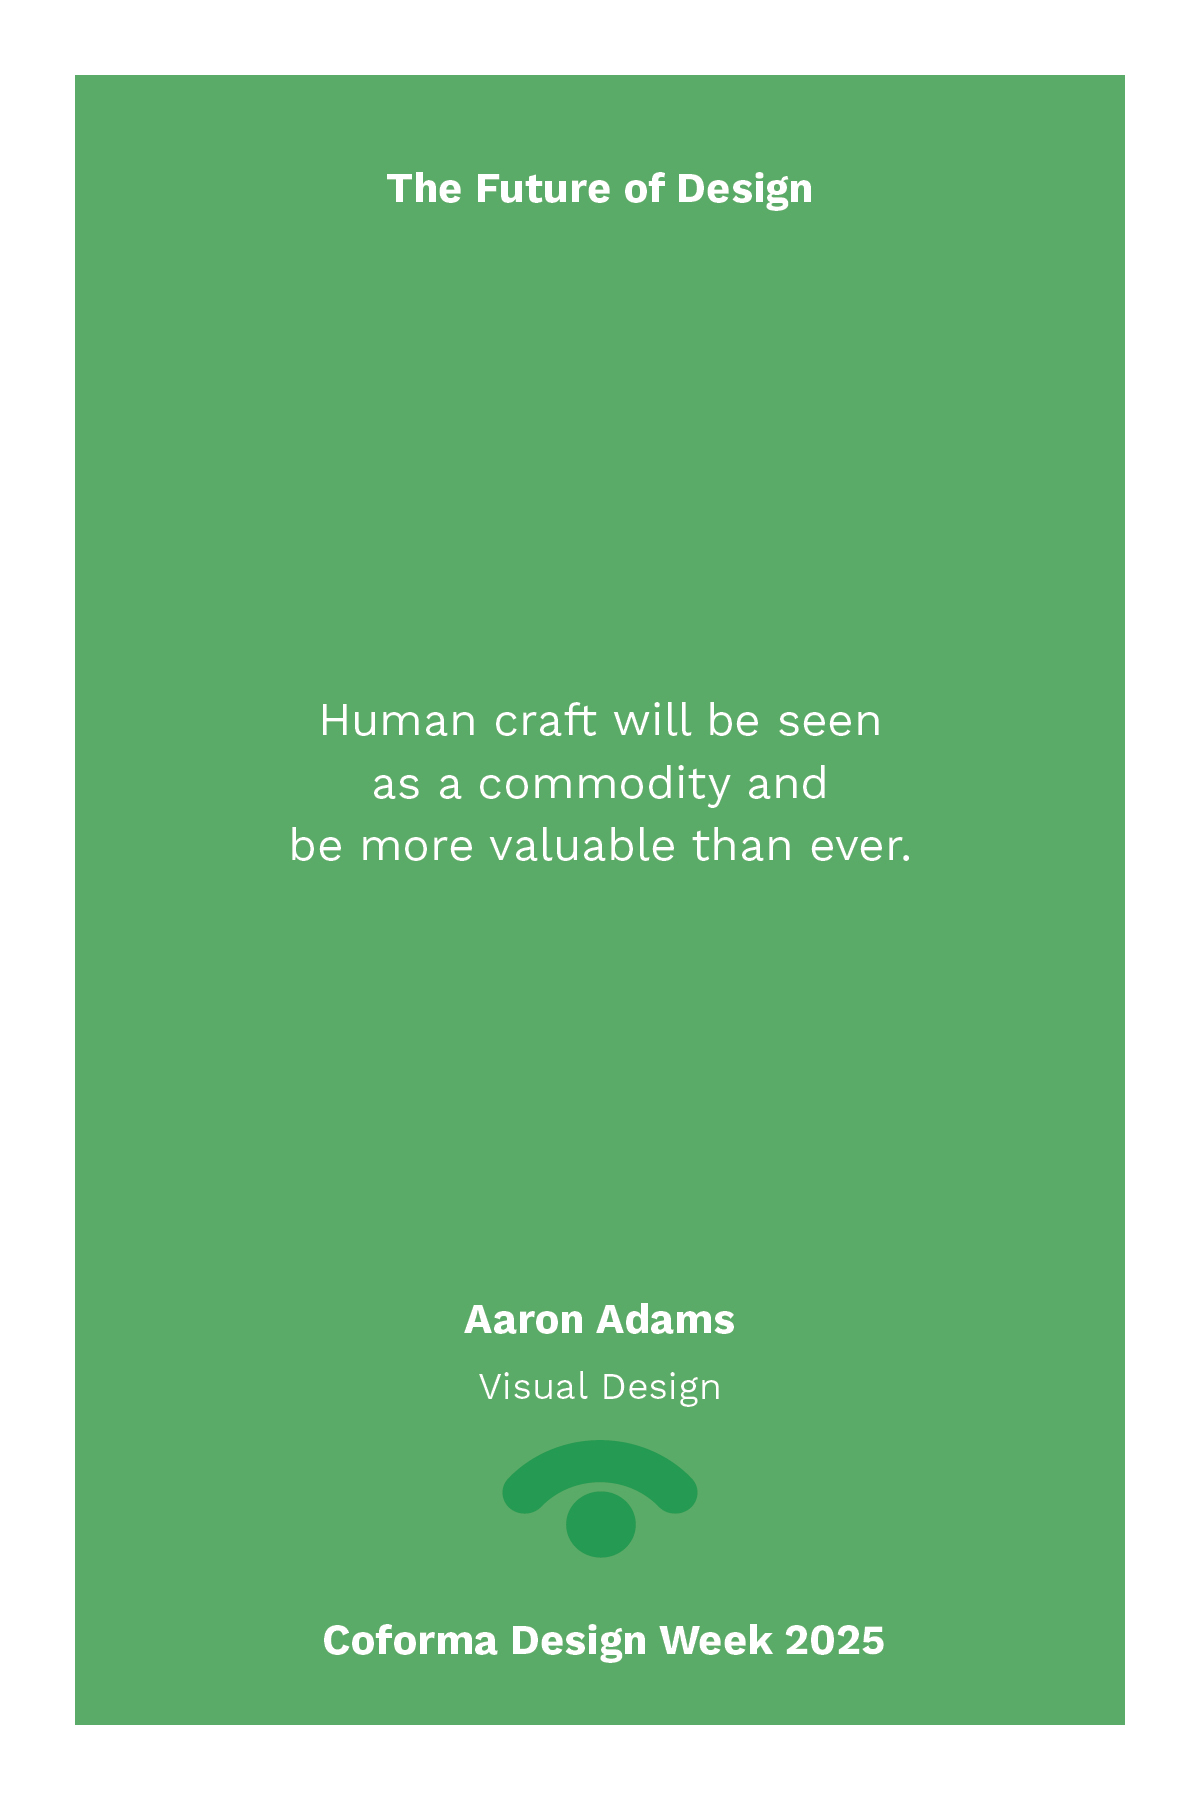 The Future of Design
Human craft will be seen
as a commodity and
be more valuable than ever.
Aaron Adams
Visual Design
Coforma Design Week 2025